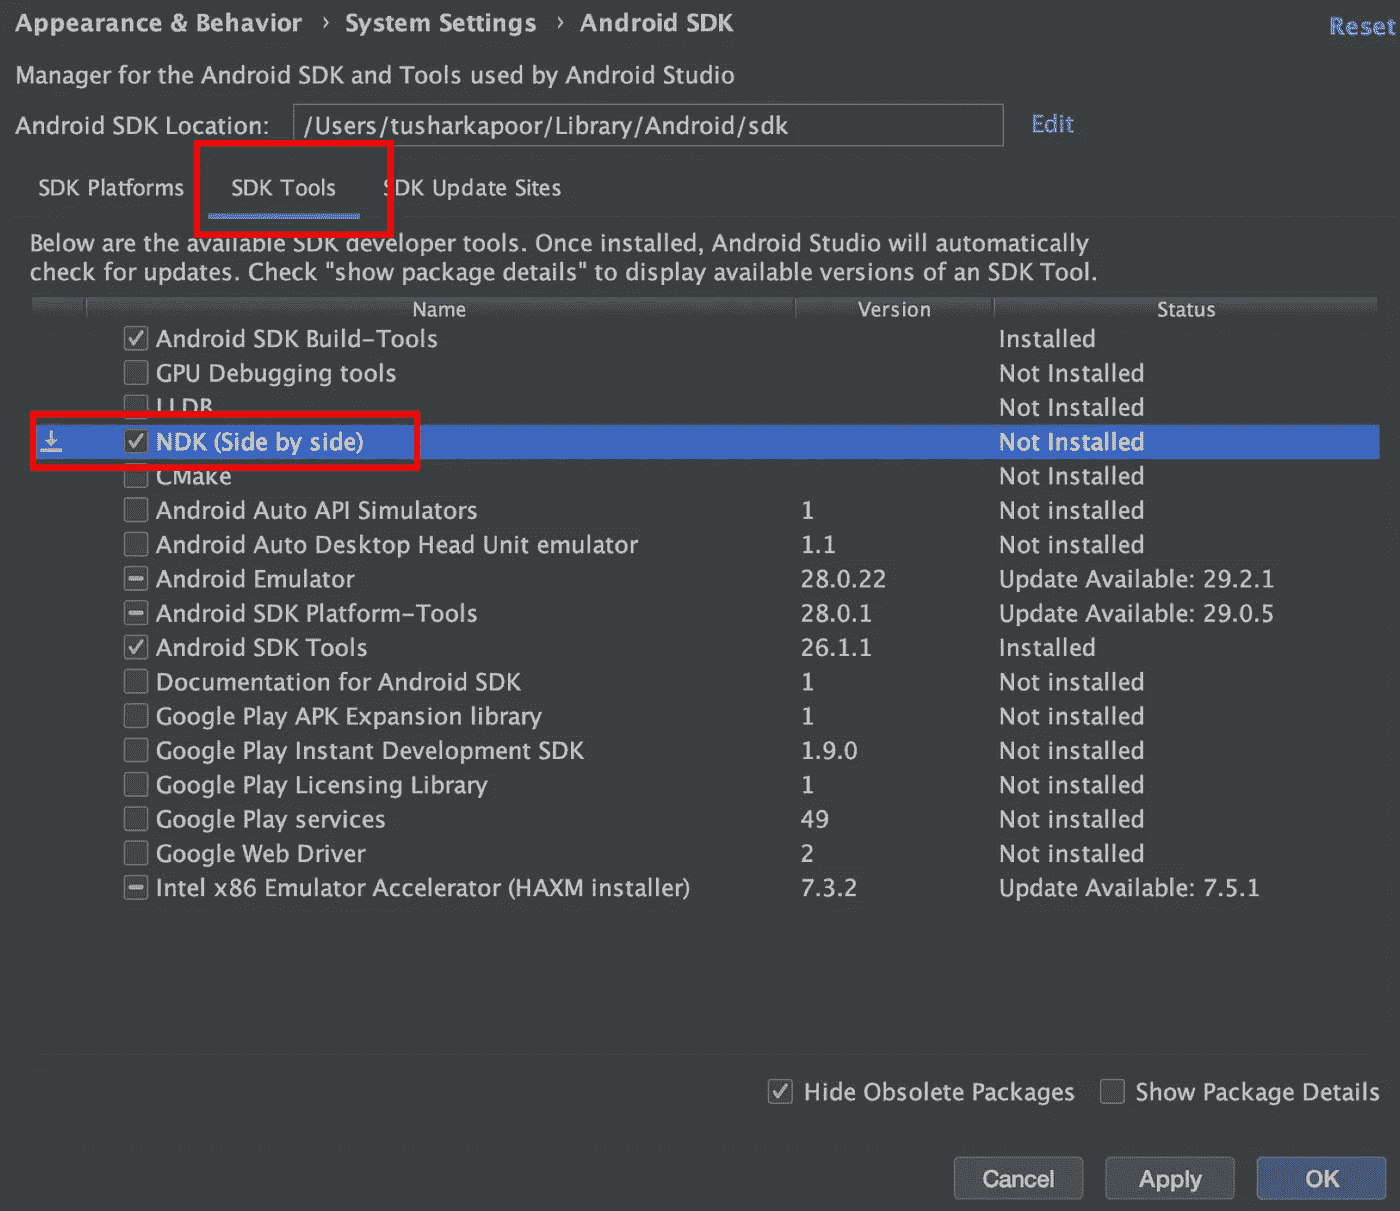 Appearance & Behavior › System Settings › Android SDK
Reset
Manager for the Android SDK and Tools used by Android Studio
Android SDK Location: /Users/tusharkapoor/Library/Android/sdk Edit
SDK Platforms SDK Tools SDK Update Sites
Below are the available SDK developer tools. Once installed, Android Studio will automatically
check for updates. Check "show package details" to display available versions of an SDK Tool.
Name Version Status
Android SDK Build-Tools Installed
GPU Debugging tools Not Installed
LLDB Not Installed
NDK (Side by side) Not Installed
CMake Not Installed
Android Auto API Simulators 1 Not installed
Android Auto Desktop Head Unit emulator 1.1 Not installed
Android Emulator 28.0.22 Update Available: 29.2.1
Android SDK Platform-Tools 28.0.1 Update Available: 29.0.5
Android SDK Tools 26.1.1 Installed
Documentation for Android SDK 1 Not installed
Google Play APK Expansion library 1 Not installed
Google Play Instant Development SDK 1.9.0 Not installed
Google Play Licensing Library 1 Not installed
Google Play services 49 Not installed
Google Web Driver 2 Not installed
Intel x86 Emulator Accelerator (HAXM installer) 7.3.2 Update Available: 7.5.1
Hide Obsolete Packages Show Package Details
Cancel Apply OK